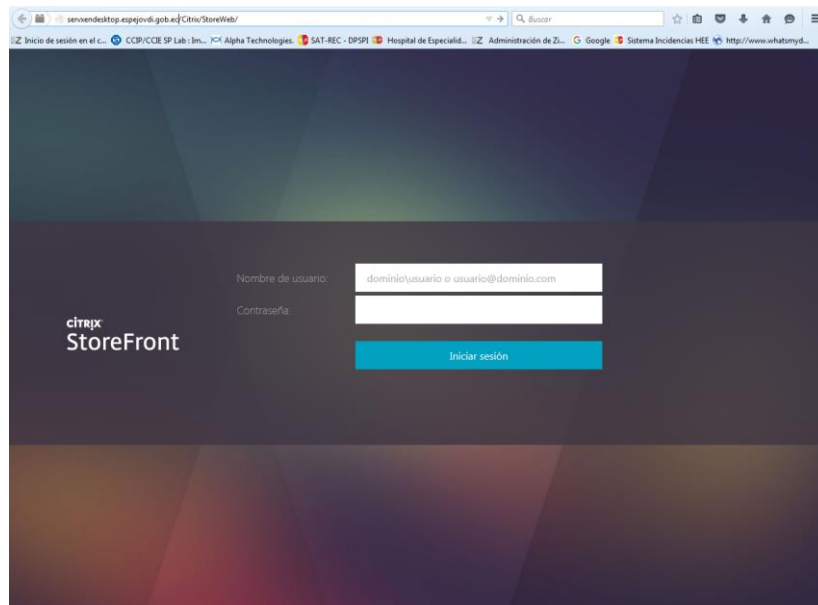 servxendesktop.espejovdi.gob.ec/Citrix/StoreWeb/
Buscar
Inicio de sesión en el c... CCIP/CCIE SP Lab : Im... Alpha Technologies. SAT-REC - DPSPI Hospital de Especialid... Administración de Zi... Google Sistema Incidencias HEE http://www.whatsmyd...
Nombre de usuario: dominio\usuario o usuario@dominio.com
Contraseña:
CİTRIX
StoreFront
Iniciar sesión